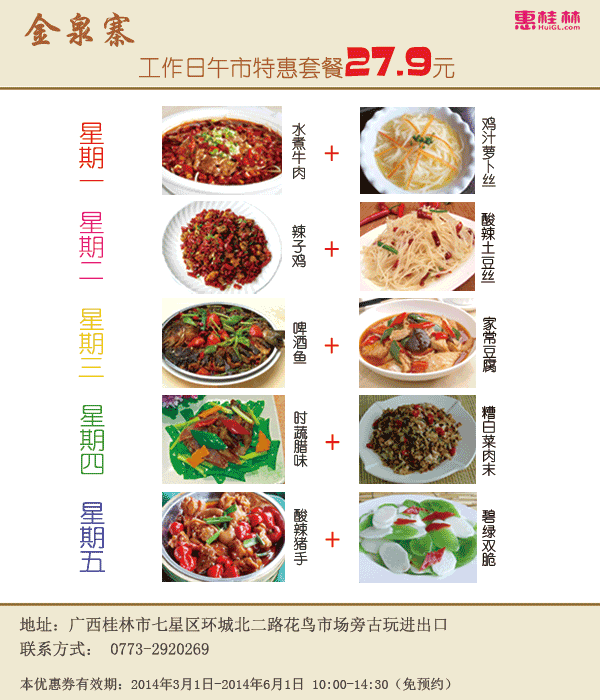 金泉寨
惠桂林
HuiGL.com
工作日午市特惠套餐27.9元
星期一
水煮牛肉
+
鸡汁萝卜丝
星期二
辣子鸡
+
酸辣土豆丝
星期三
啤酒鱼
+
家常豆腐
星期四
时蔬腊味
+
糟白菜肉末
星期五
酸辣猪手
+
碧绿双脆
地址：广西桂林市七星区环城北二路花鸟市场旁古玩进出口
联系方式： 0773-2920269
本优惠券有效期：2014年3月1日-2014年6月1日 10:00-14:30（免预约）